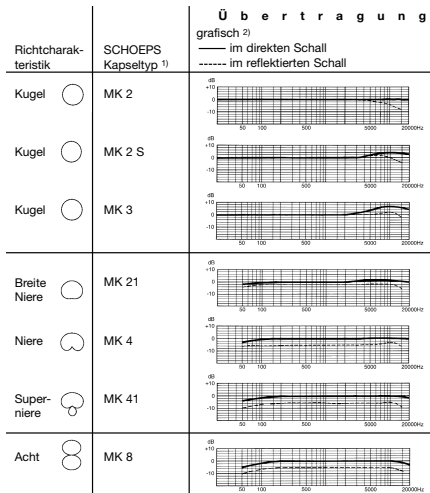 Ü b e r t r a g u n g
grafisch 2)
Richtcharak- SCHOEPS —— im direkten Schall
teristik Kapseltyp 1) ------ im reflektierten Schall
Kugel MK 2
dB
+10
0
-10
50 100 500 5000 20000Hz
Kugel MK 2 S
dB
+10
0
-10
50 100 500 5000 20000Hz
Kugel MK 3
dB
+10
0
-10
50 100 500 5000 20000Hz
Breite MK 21
Niere
dB
+10
0
-10
50 100 500 5000 20000Hz
Niere MK 4
dB
+10
0
-10
50 100 500 5000 20000Hz
Super- MK 41
niere
dB
+10
0
-10
50 100 500 5000 20000Hz
Acht MK 8
dB
+10
0
-10
50 100 500 5000 20000Hz